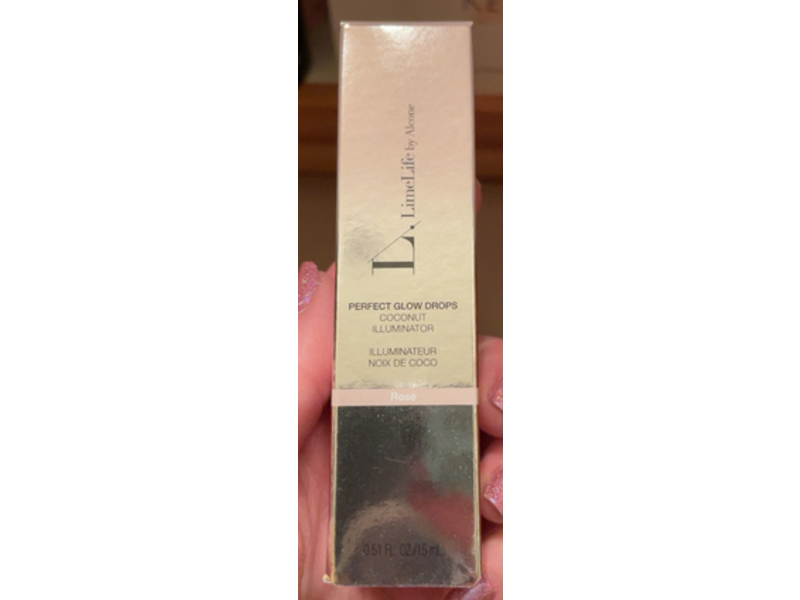 L.
LimeLife by Alcone
PERFECT GLOW DROPS
COCONUT
ILLUMINATOR
ILLUMINATEUR
NOIX DE COCO
Rosé
0.51 FL. OZ./15 mL
KE